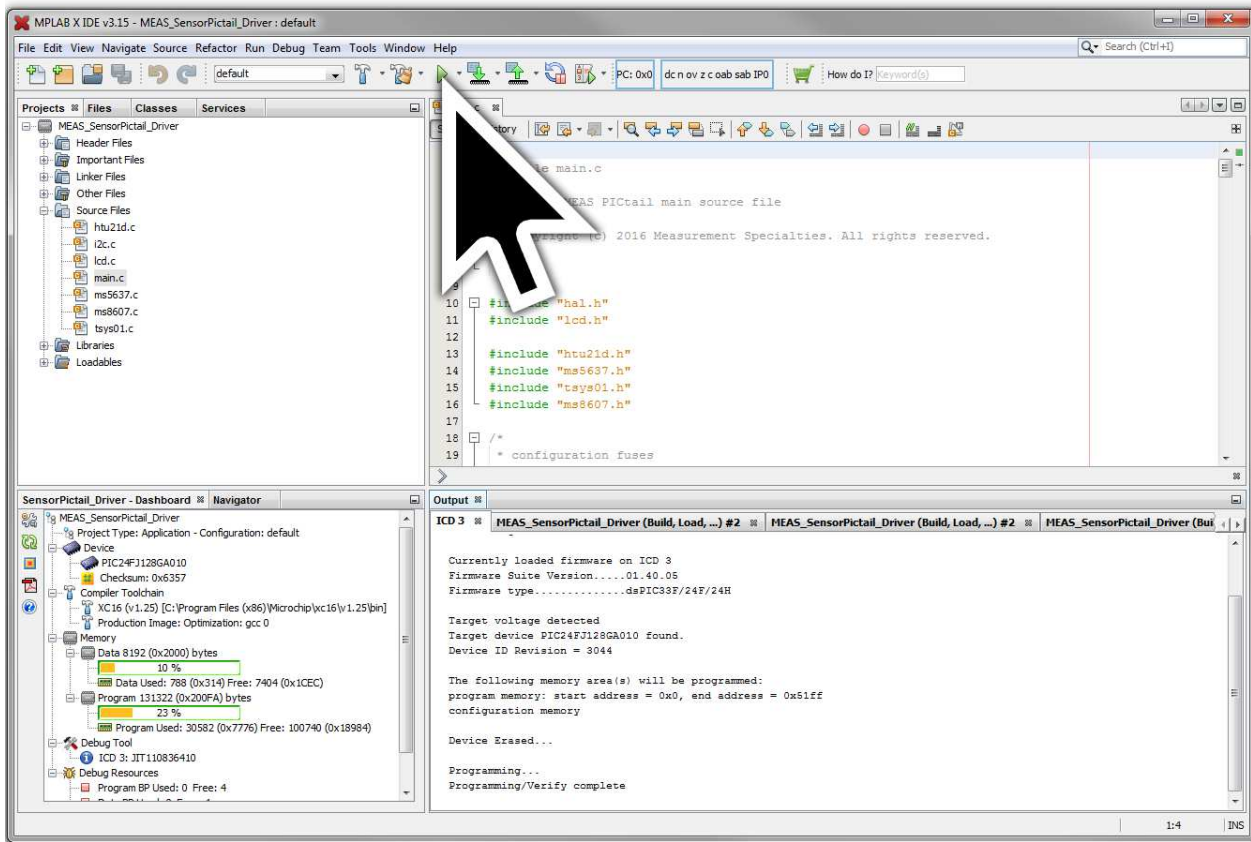 MPLAB X IDE v3.15 - MEAS_SensorPictail_Driver : default
File Edit View Navigate Source Refactor Run Debug Team Tools Window Help
Search (Ctrl+I)
default
PC: 0x0
dc n ov z c oab sab IP0
How do I?
Keyword(s)
Projects
Files
Classes
Services
MEAS_SensorPictail_Driver
Header Files
Important Files
Linker Files
Other Files
Source Files
htu21d.c
i2c.c
lcd.c
main.c
ms5637.c
ms8607.c
tsys01.c
Libraries
Loadables
main.c
PICtail main source file
(c) 2016 Measurement Specialties. All rights reserved.
9
10 "hal.h"
11 #include "lcd.h"
12
13 #include "htu21d.h"
14 #include "ms5637.h"
15 #include "tsys01.h"
16 #include "ms8607.h"
17
18 /*
19 * configuration fuses
SensorPictail_Driver - Dashboard
Navigator
MEAS_SensorPictail_Driver
Project Type: Application - Configuration: default
Device
PIC24FJ128GA010
Checksum: 0x6357
Compiler Toolchain
XC16 (v1.25) [C:\Program Files (x86)\Microchip\xc16\v1.25\bin]
Production Image: Optimization: gcc 0
Memory
Data 8192 (0x2000) bytes
10 %
Data Used: 788 (0x314) Free: 7404 (0x1CEC)
Program 131322 (0x200FA) bytes
23 %
Program Used: 30582 (0x7776) Free: 100740 (0x18984)
Debug Tool
ICD 3: JIT110836410
Debug Resources
Program BP Used: 0 Free: 4
Output
ICD 3
MEAS_SensorPictail_Driver (Build, Load, ...) #2
MEAS_SensorPictail_Driver (Build, Load, ...) #2
MEAS_SensorPictail_Driver (Bui
Currently loaded firmware on ICD 3
Firmware Suite Version.....01.40.05
Firmware type..............dsPIC33F/24F/24H
Target voltage detected
Target device PIC24FJ128GA010 found.
Device ID Revision = 3044
The following memory area(s) will be programmed:
program memory: start address = 0x0, end address = 0x51ff
configuration memory
Device Erased...
Programming...
Programming/Verify complete
1:4
INS